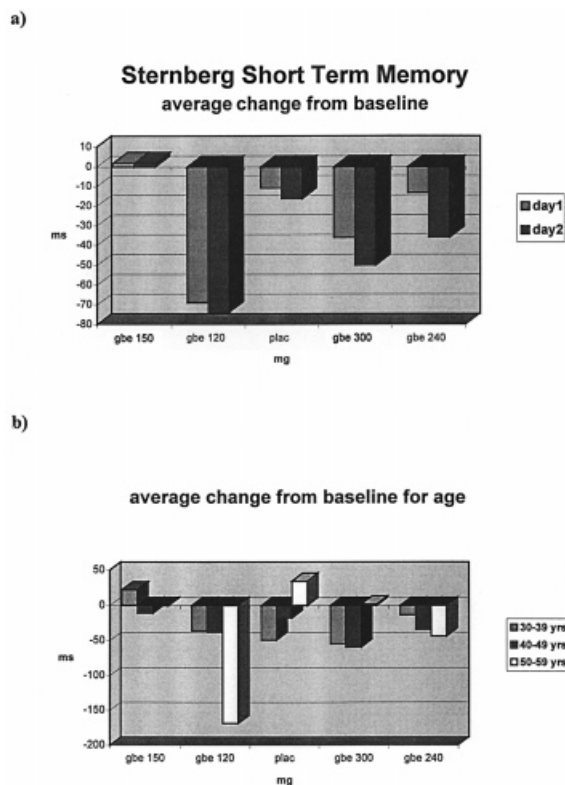 a)
Sternberg Short Term Memory
average change from baseline
10
0
-10
-20
-30
-40
-50
-60
-70
-80
ms
gbe 150 gbe 120 plac gbe 300 gbe 240
mg
day1
day2
b)
average change from baseline for age
50
0
-50
-100
-150
-200
ms
gbe 150 gbe 120 plac gbe 300 gbe 240
mg
30-39 yrs
40-49 yrs
50-59 yrs